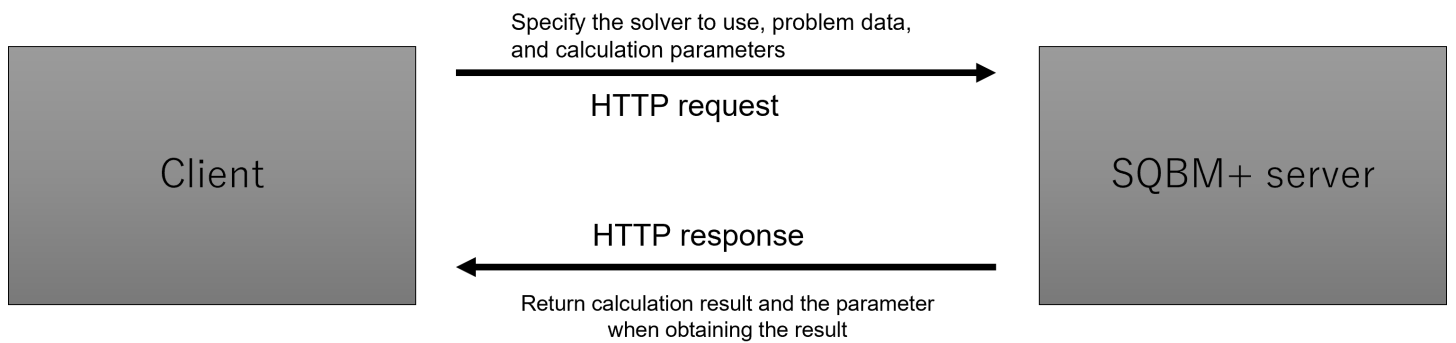 Specify the solver to use, problem data,
and calculation parameters
HTTP request
Client
SQBM+ server
HTTP response
Return calculation result and the parameter
when obtaining the result